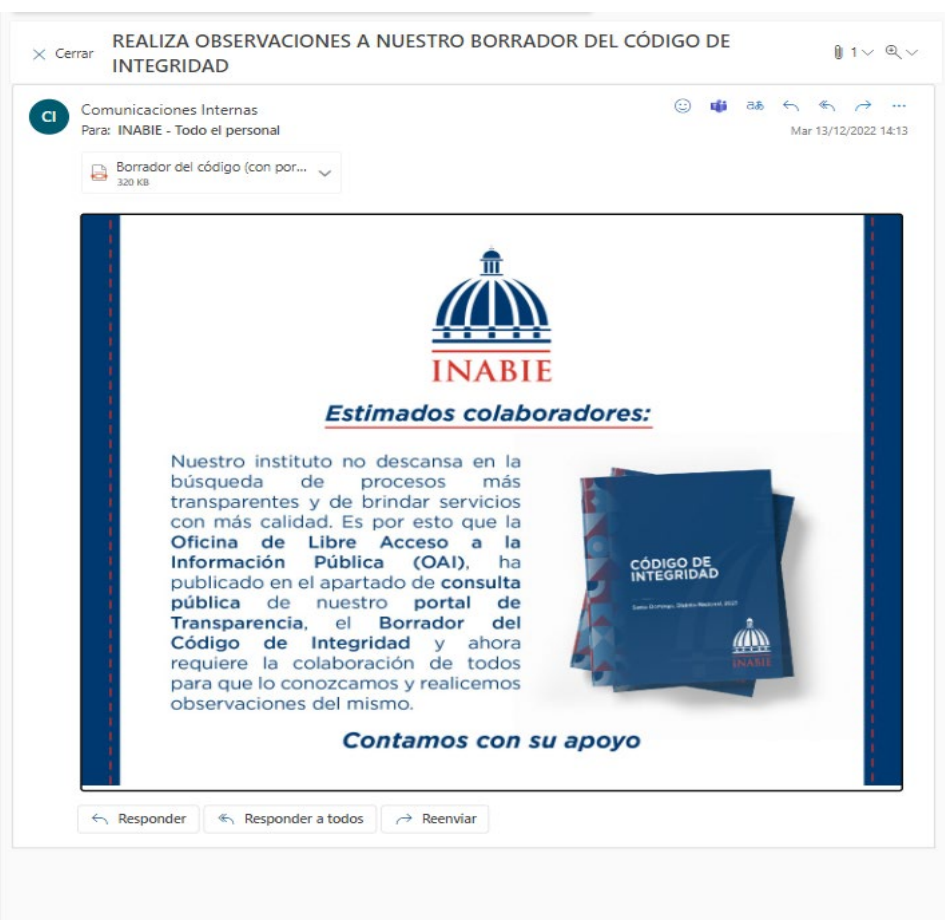 REALIZA OBSERVACIONES A NUESTRO BORRADOR DEL CÓDIGO DE
INTEGRIDAD
Cerrar
1
CI
Comunicaciones Internas
Para: INABIE - Todo el personal
Mar 13/12/2022 14:13
Borrador del código (con por...
320 KB
INABIE
Estimados colaboradores:
Nuestro instituto no descansa en la
búsqueda de procesos más
transparentes y de brindar servicios
con más calidad. Es por esto que la
Oficina de Libre Acceso a la
Información Pública (OAI), ha
publicado en el apartado de consulta
pública de nuestro portal de
Transparencia, el Borrador del
Código de Integridad y ahora
requiere la colaboración de todos
para que lo conozcamos y realicemos
observaciones del mismo.
CÓDIGO DE
INTEGRIDAD
Santo Domingo, Distrito Nacional,
INABIE
Contamos con su apoyo
Responder
Responder a todos
Reenviar